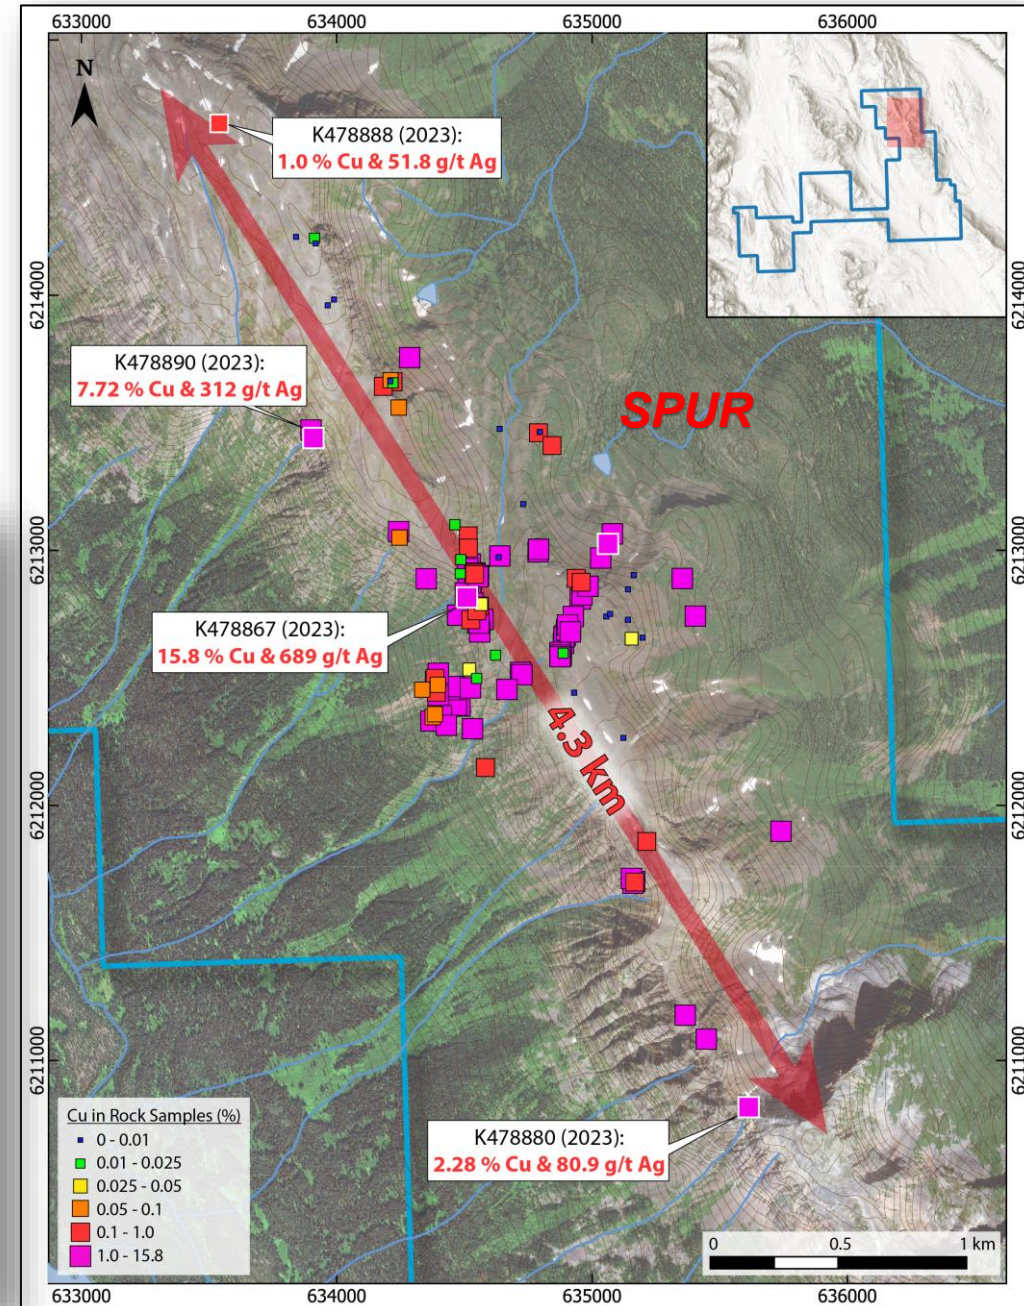 633000
634000
635000
636000
N
K478888 (2023):
1.0 % Cu & 51.8 g/t Ag
6214000
6214000
K478890 (2023):
7.72 % Cu & 312 g/t Ag
SPUR
6213000
6213000
K478867 (2023):
15.8 % Cu & 689 g/t Ag
4.3 km
6212000
6212000
6211000
6211000
Cu in Rock Samples (%)
0 - 0.01
0.01 - 0.025
0.025 - 0.05
0.05 - 0.1
0.1 - 1.0
1.0 - 15.8
K478880 (2023):
2.28 % Cu & 80.9 g/t Ag
0 0.5 1 km
633000
634000
635000
636000